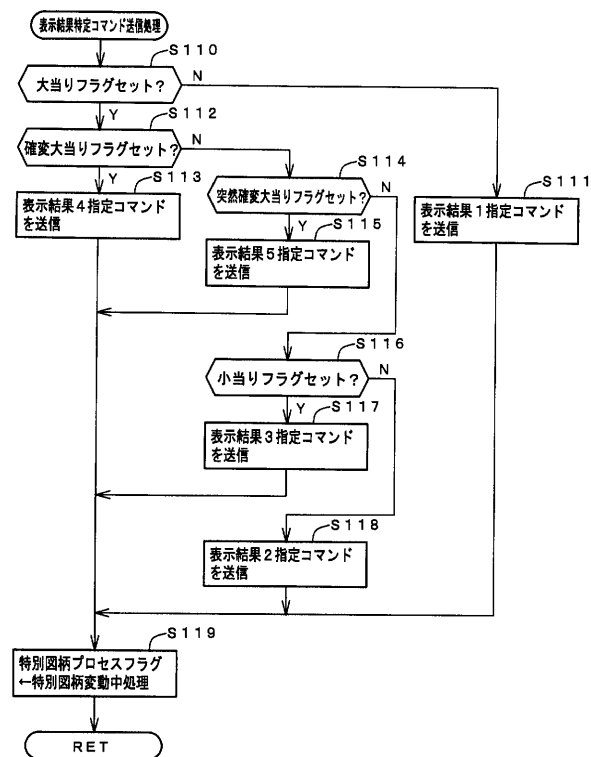 表示結果特定コマンド送信処理
S110
大当りフラグセット?
N
Y
S112
確変大当りフラグセット?
N
Y
S113
表示結果4指定コマンド
を送信
S114
突然確変大当りフラグセット?
N
Y
S115
表示結果5指定コマンド
を送信
S111
表示結果1指定コマンド
を送信
S116
小当りフラグセット?
N
Y
S117
表示結果3指定コマンド
を送信
S118
表示結果2指定コマンド
を送信
S119
特別図柄プロセスフラグ
←特別図柄変動中処理
RET